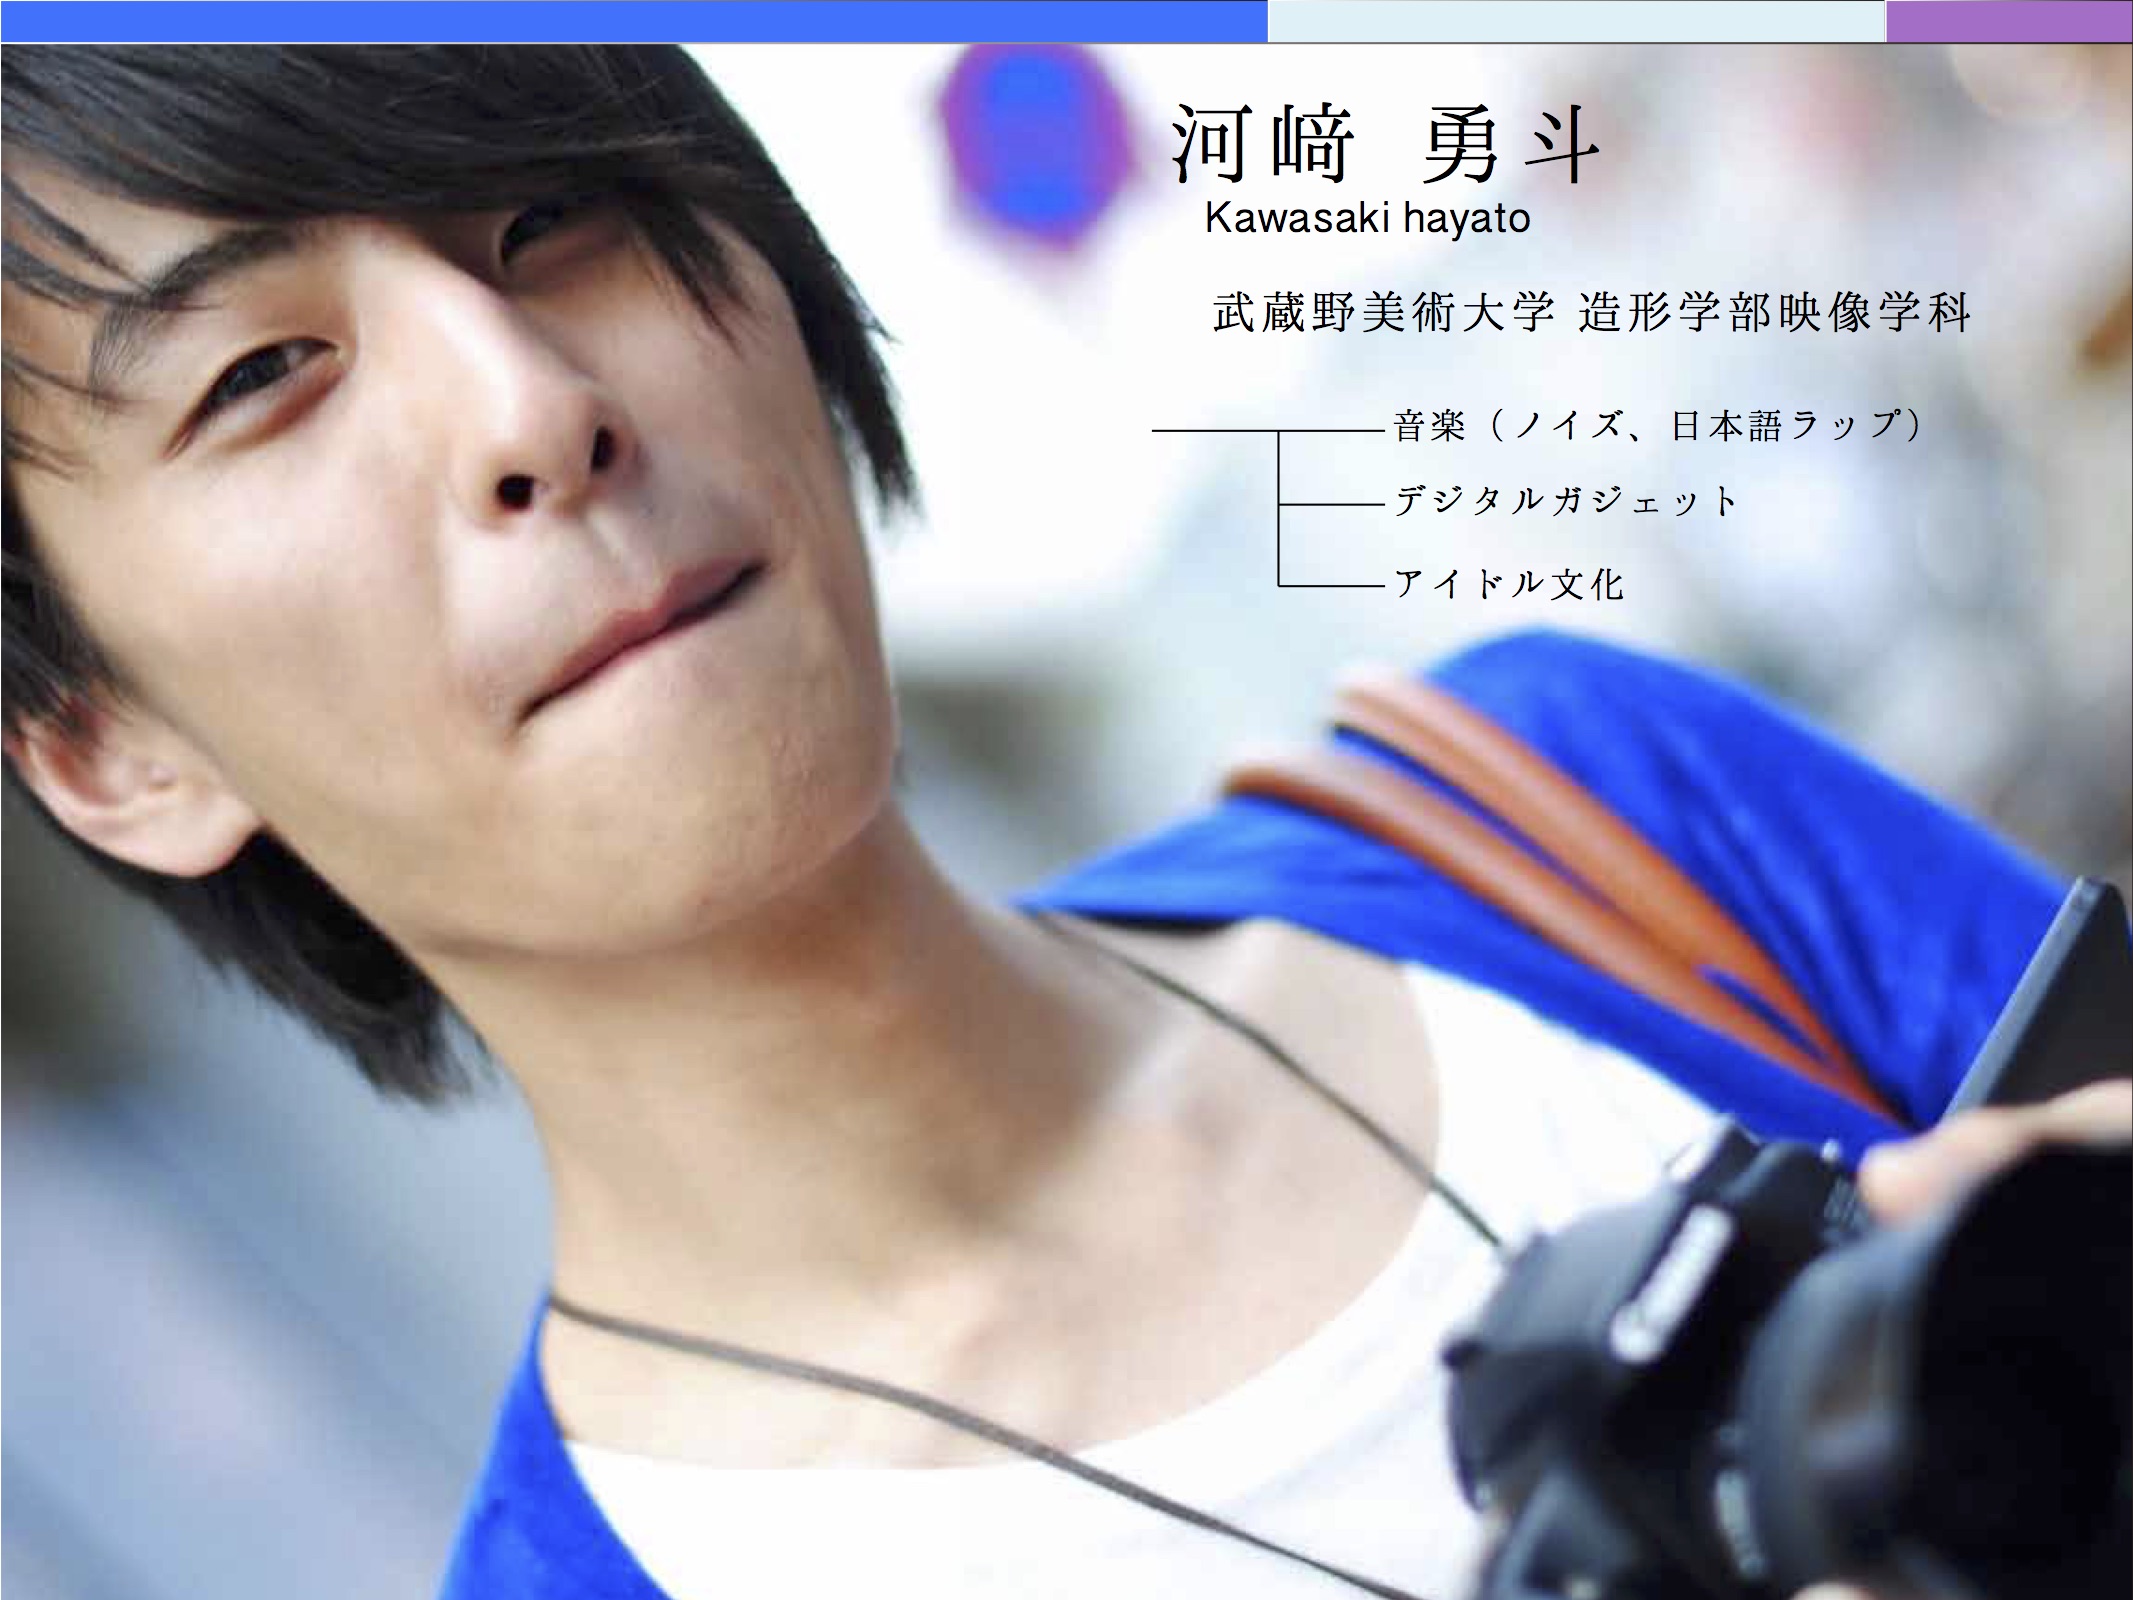 河﨑 勇斗
Kawasaki hayato
武蔵野美術大学 造形学部映像学科
音楽（ノイズ、日本語ラップ）
デジタルガジェット
アイドル文化